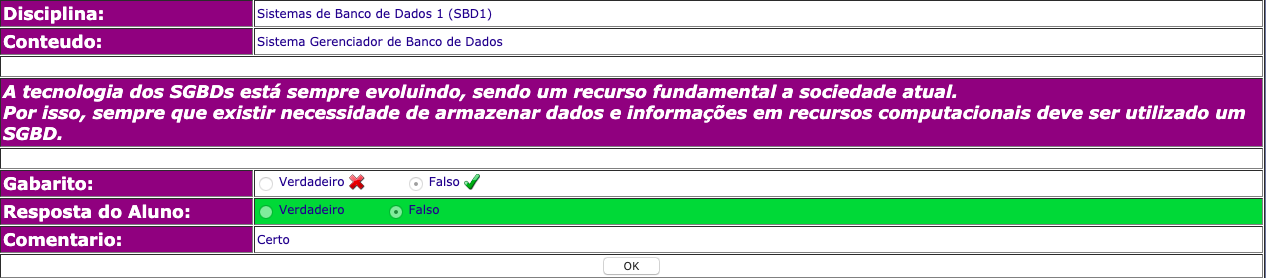 Disciplina: Sistemas de Banco de Dados 1 (SBD1)
Conteudo: Sistema Gerenciador de Banco de Dados
A tecnologia dos SGBDs está sempre evoluindo, sendo um recurso fundamental a sociedade atual.
Por isso, sempre que existir necessidade de armazenar dados e informações em recursos computacionais deve ser utilizado um
SGBD.
Gabarito: Verdadeiro Falso
Resposta do Aluno: Verdadeiro Falso
Comentario: Certo
OK